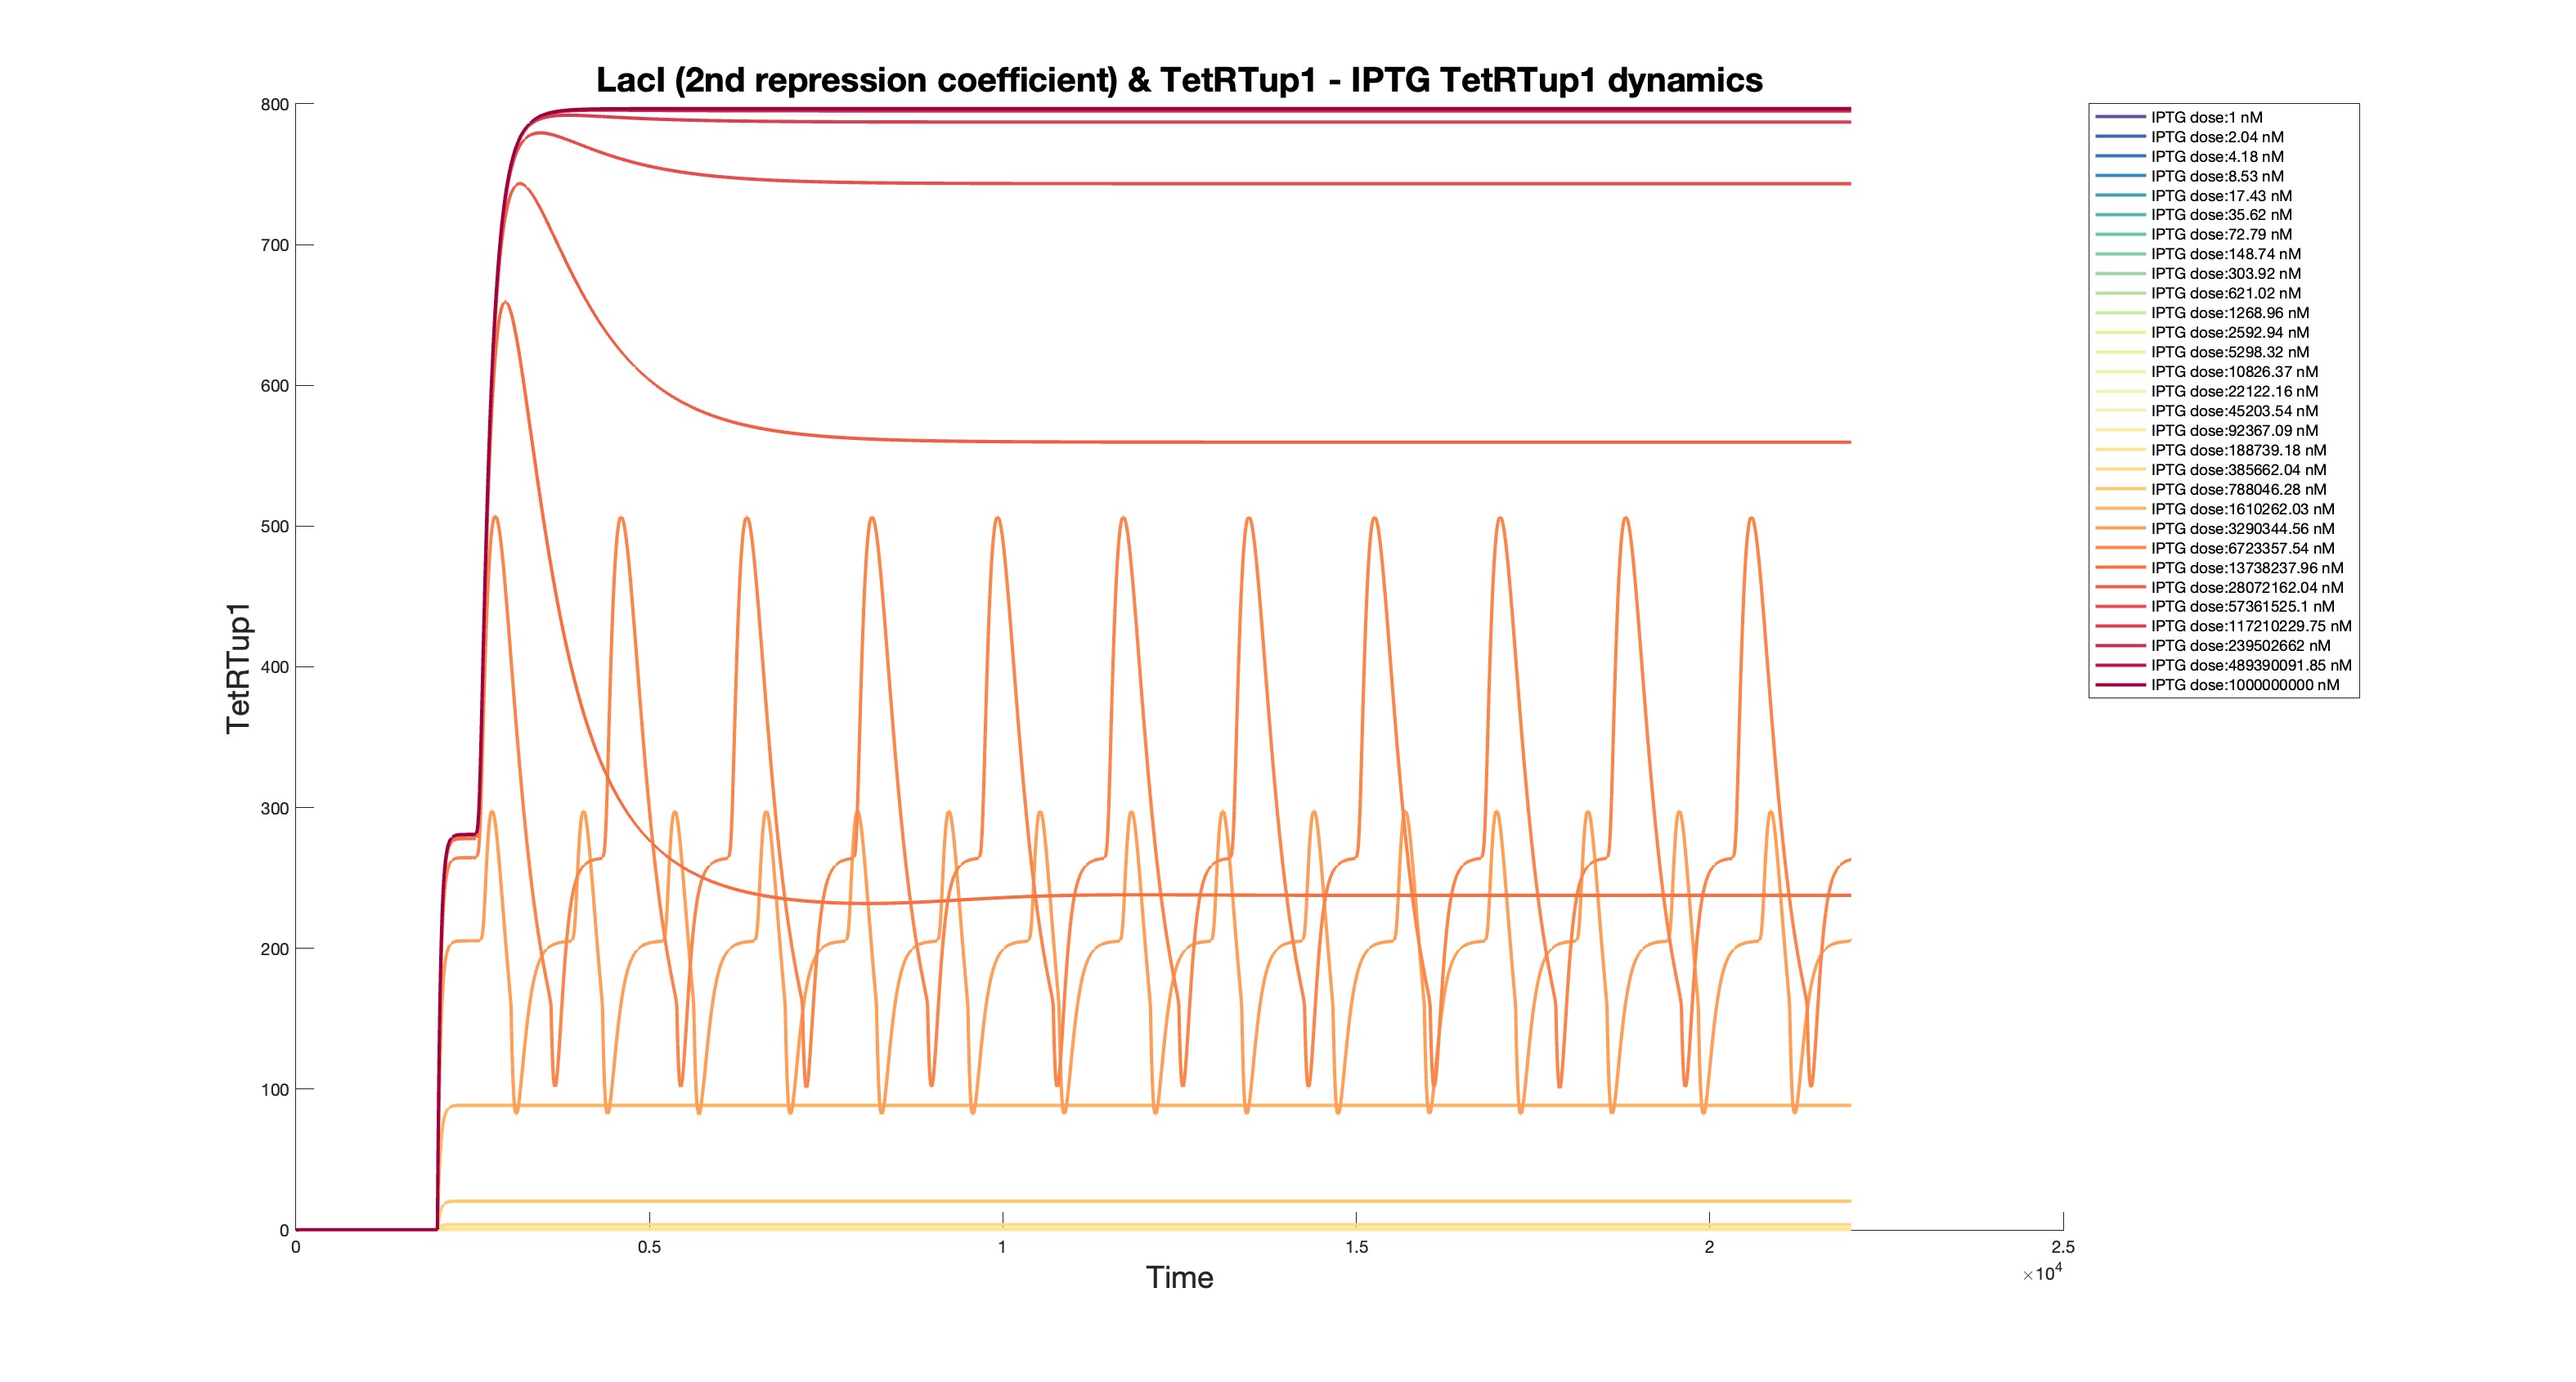 LacI (2nd repression coefficient) & TetRTup1 - IPTG TetRTup1 dynamics
800
700
600
500
400
300
200
100
0
TetRTup1
0
0.5
1
1.5
2
2.5
×10⁴
Time
IPTG dose:1 nM
IPTG dose:2.04 nM
IPTG dose:4.18 nM
IPTG dose:8.53 nM
IPTG dose:17.43 nM
IPTG dose:35.62 nM
IPTG dose:72.79 nM
IPTG dose:148.74 nM
IPTG dose:303.92 nM
IPTG dose:621.02 nM
IPTG dose:1268.96 nM
IPTG dose:2592.94 nM
IPTG dose:5298.32 nM
IPTG dose:10826.37 nM
IPTG dose:22122.16 nM
IPTG dose:45203.54 nM
IPTG dose:92367.09 nM
IPTG dose:188739.18 nM
IPTG dose:385662.04 nM
IPTG dose:788046.28 nM
IPTG dose:1610262.03 nM
IPTG dose:3290344.56 nM
IPTG dose:6723357.54 nM
IPTG dose:13738237.96 nM
IPTG dose:28072162.04 nM
IPTG dose:57361525.1 nM
IPTG dose:117210229.75 nM
IPTG dose:239502662 nM
IPTG dose:489390091.85 nM
IPTG dose:1000000000 nM